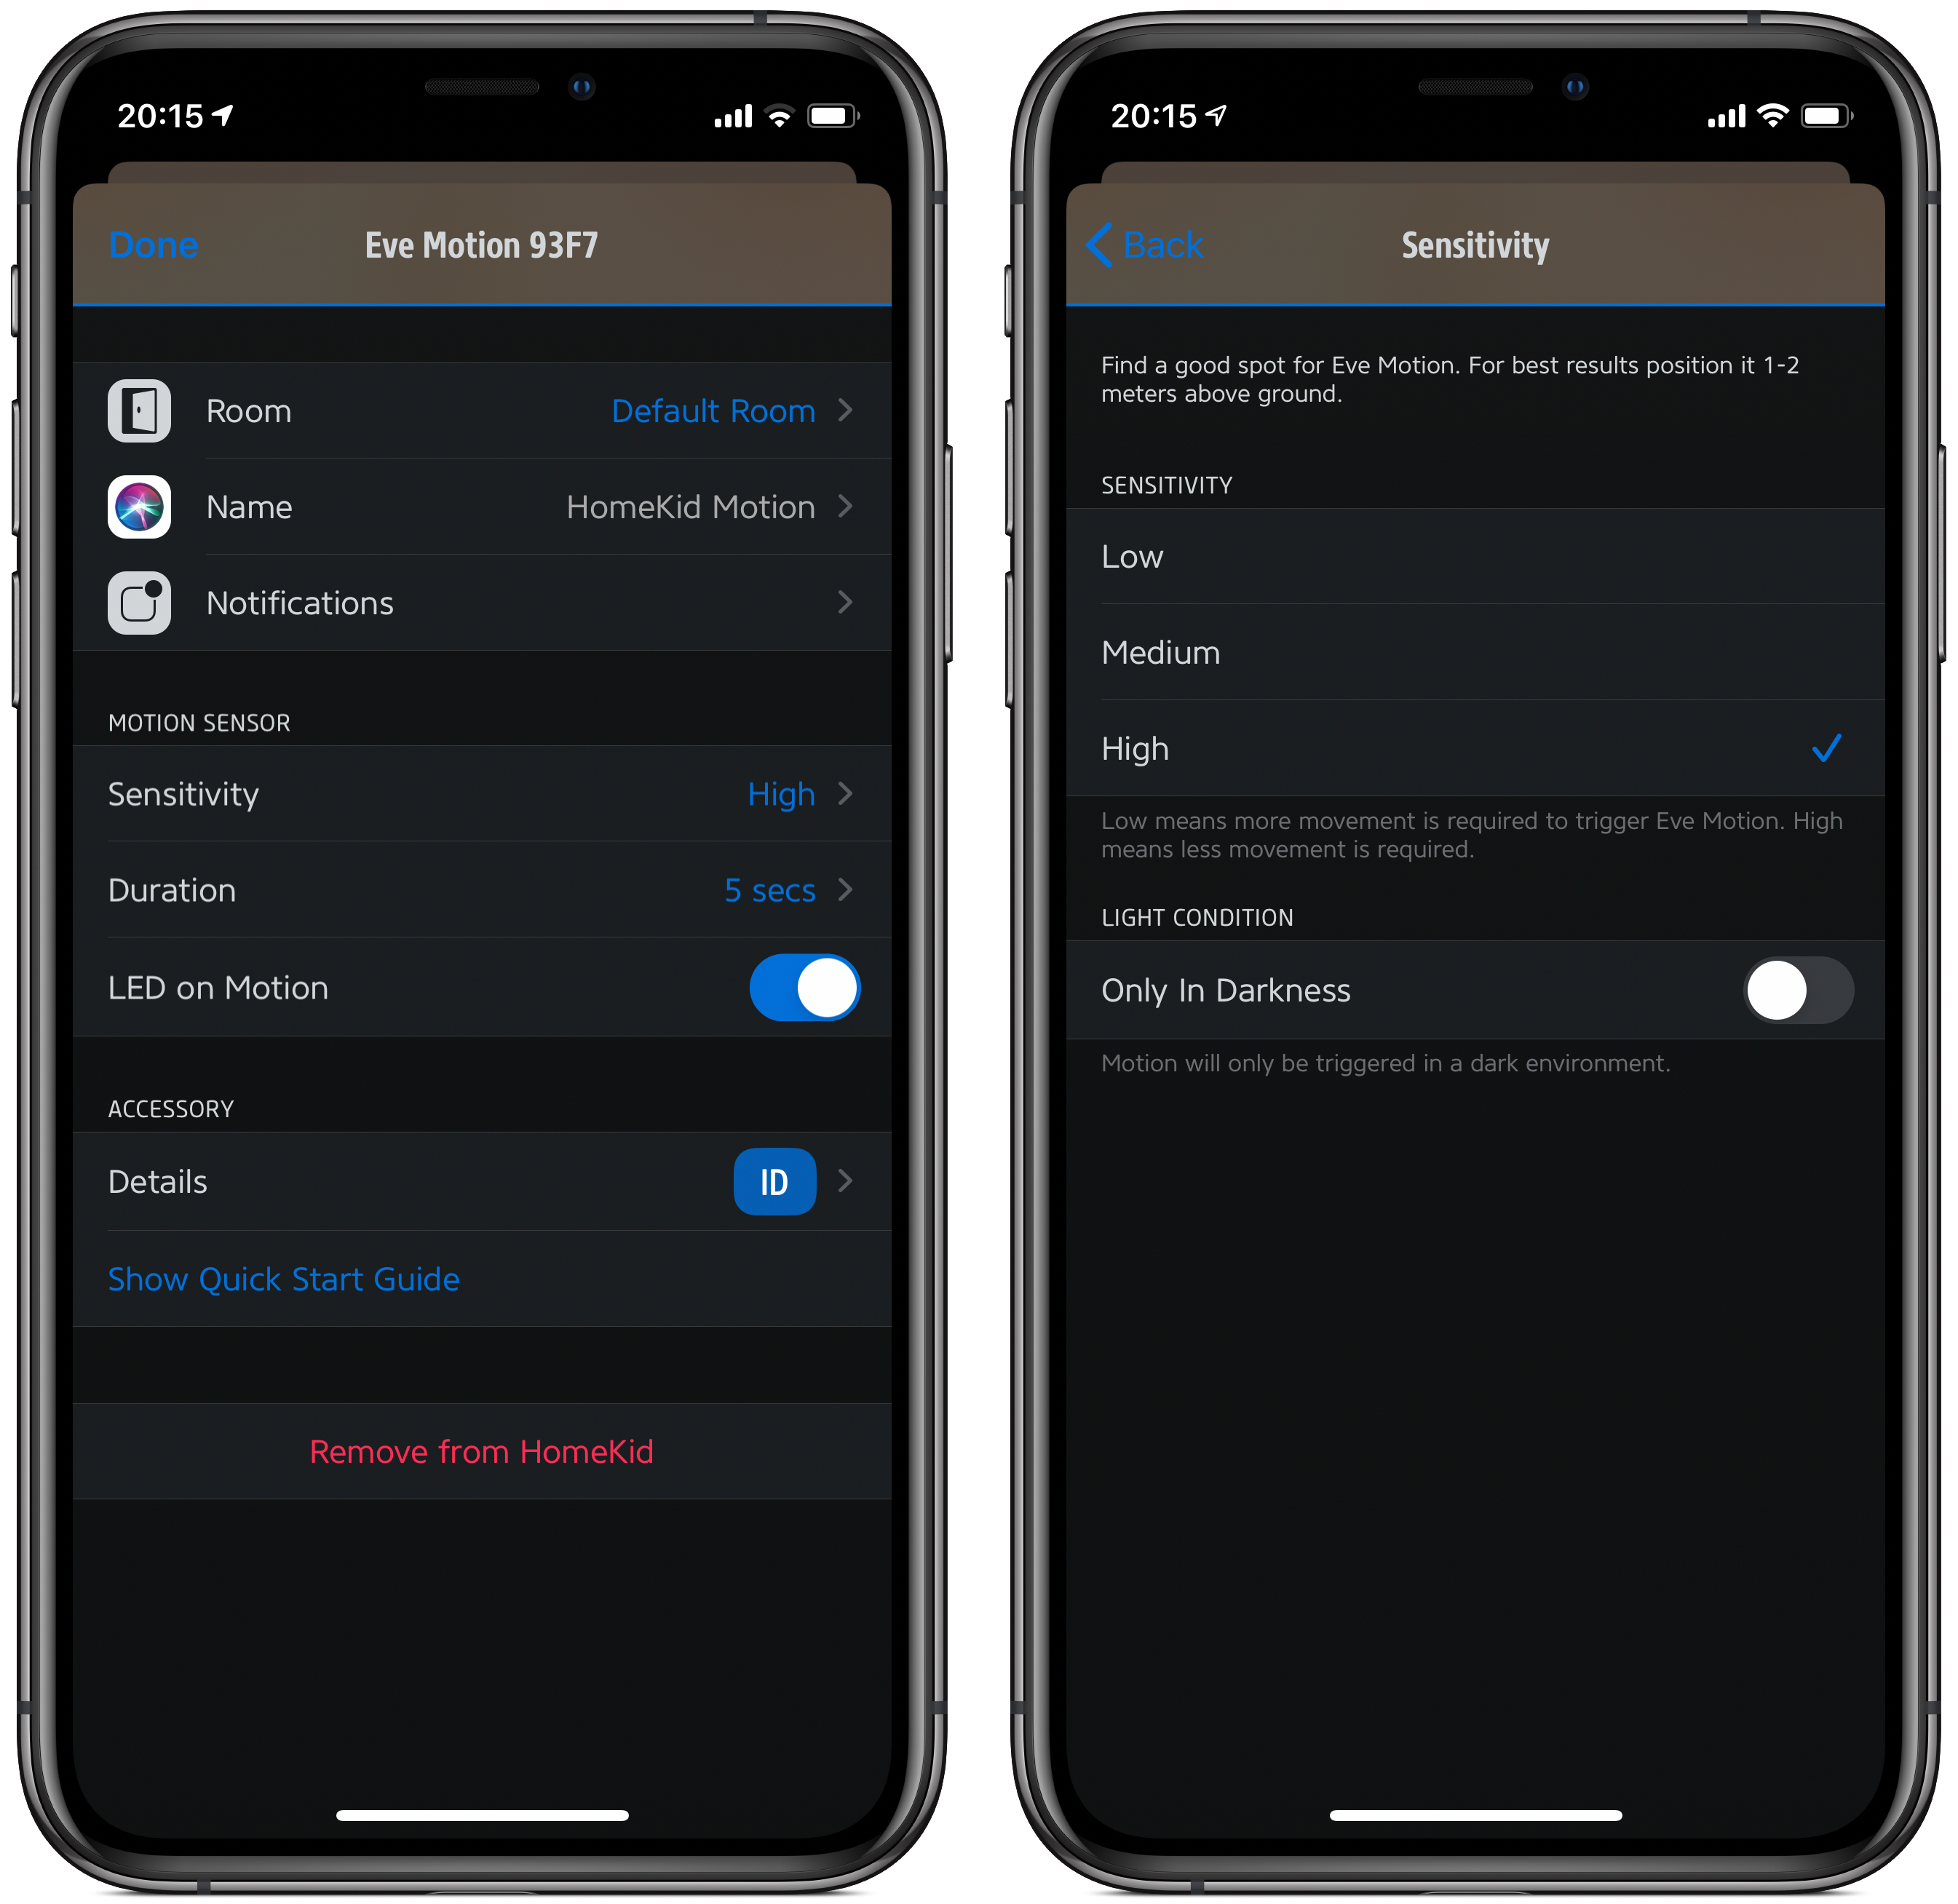 20:15
Done
Eve Motion 93F7
Room
Default Room
Name
HomeKid Motion
Notifications
MOTION SENSOR
Sensitivity
High
Duration
5 secs
LED on Motion
ACCESSORY
Details
ID
Show Quick Start Guide
Remove from HomeKid
20:15
Back
Sensitivity
Find a good spot for Eve Motion. For best results position it 1-2
meters above ground.
SENSITIVITY
Low
Medium
High
Low means more movement is required to trigger Eve Motion. High
means less movement is required.
LIGHT CONDITION
Only In Darkness
Motion will only be triggered in a dark environment.